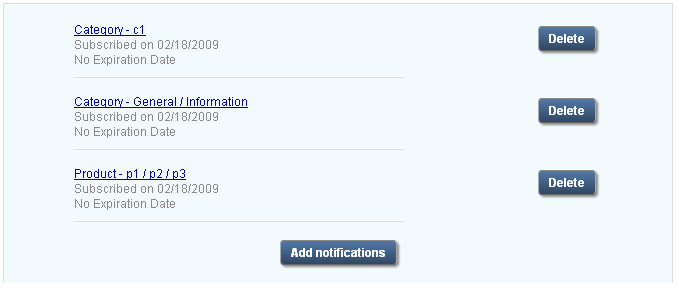 Category - c1
Subscribed on 02/18/2009
No Expiration Date
Delete
Category - General / Information
Subscribed on 02/18/2009
No Expiration Date
Delete
Product - p1 / p2 / p3
Subscribed on 02/18/2009
No Expiration Date
Delete
Add notifications